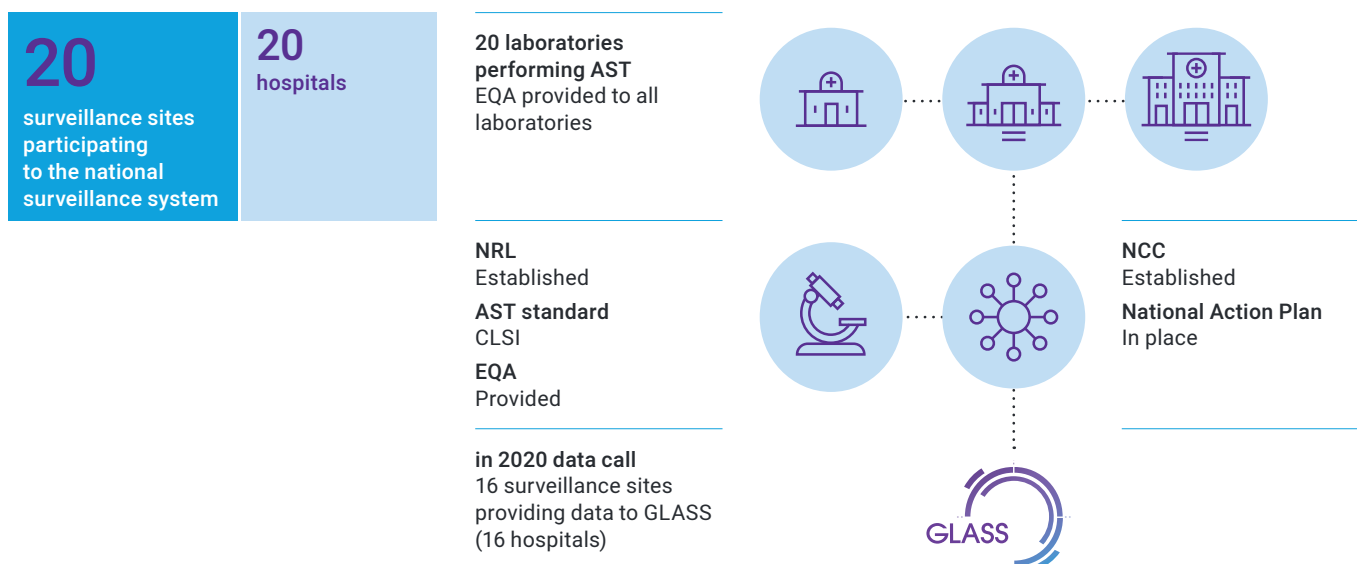 20
surveillance sites
participating
to the national
surveillance system
20
hospitals
20 laboratories
performing AST
EQA provided to all
laboratories
NRL
Established
AST standard
CLSI
EQA
Provided
NCC
Established
National Action Plan
In place
in 2020 data call
16 surveillance sites
providing data to GLASS
(16 hospitals)
GLASS